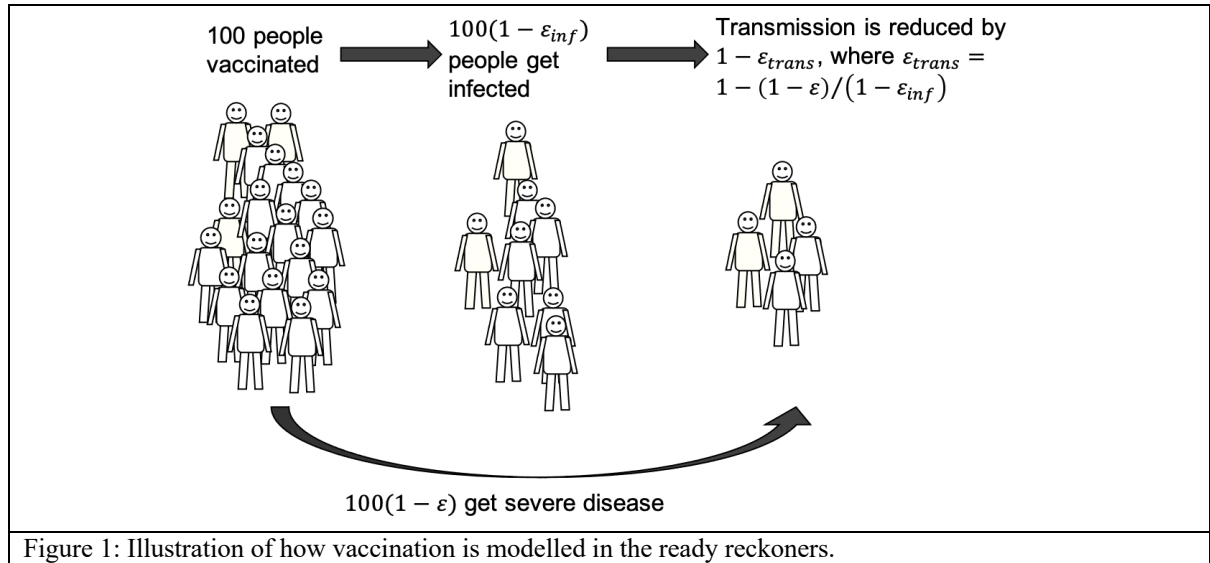 100 people
vaccinated
100(1 − ε_inf)
people get
infected
Transmission is reduced by
1 − ε_trans, where ε_trans =
1 − (1 − ε)/(1 − ε_inf)
100(1 − ε) get severe disease
Figure 1: Illustration of how vaccination is modelled in the ready reckoners.